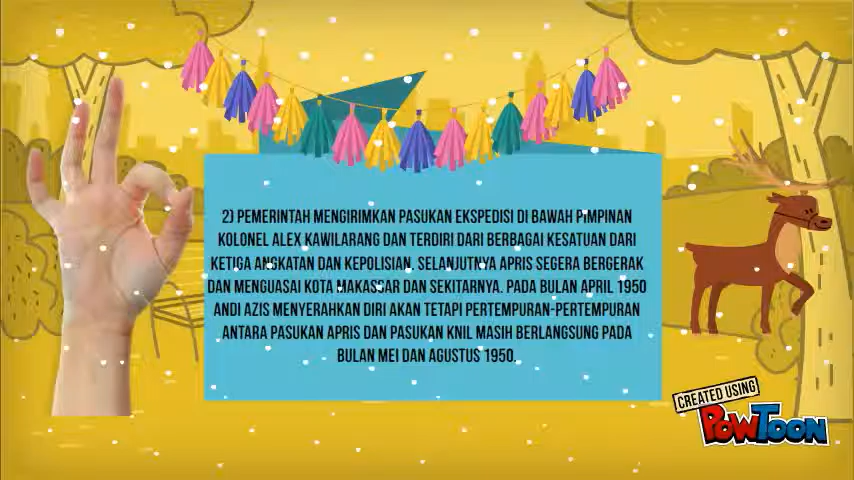 2) PEMERINTAH MENGIRIMKAN PASUKAN EKSPEDISI DI BAWAH PIMPINAN
KOLONEL ALEX KAWILARANG DAN TERDIRI DARI BERBAGAI KESATUAN DARI
KETIGA ANGKATAN DAN KEPOLISIAN. SELANJUTNYA APRIS SEGERA BERGERAK
DAN MENGUASAI KOTA MAKASSAR DAN SEKITARNYA. PADA BULAN APRIL 1950
ANDI AZIS MENYERAHKAN DIRI AKAN TETAPI PERTEMPURAN-PERTEMPURAN
ANTARA PASUKAN APRIS DAN PASUKAN KNIL MASIH BERLANGSUNG PADA
BULAN MEI DAN AGUSTUS 1950.
CREATED USING
POWTOON